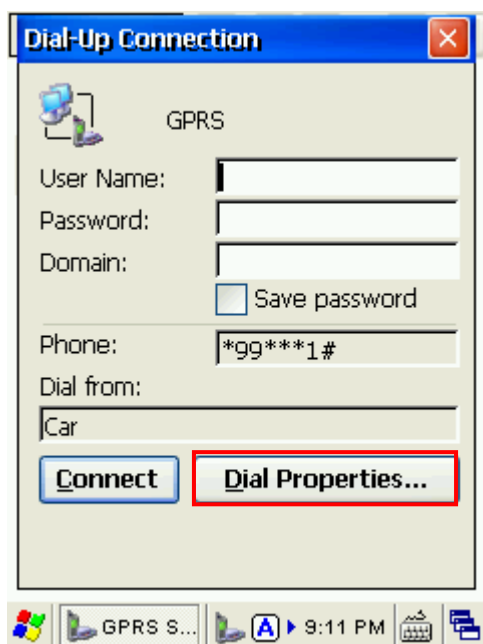 Dial-Up Connection
GPRS
User Name:
Password:
Domain:
Save password
Phone: *99***1#
Dial from:
Car
Connect Dial Properties...
GPRS S... A 9:11 PM